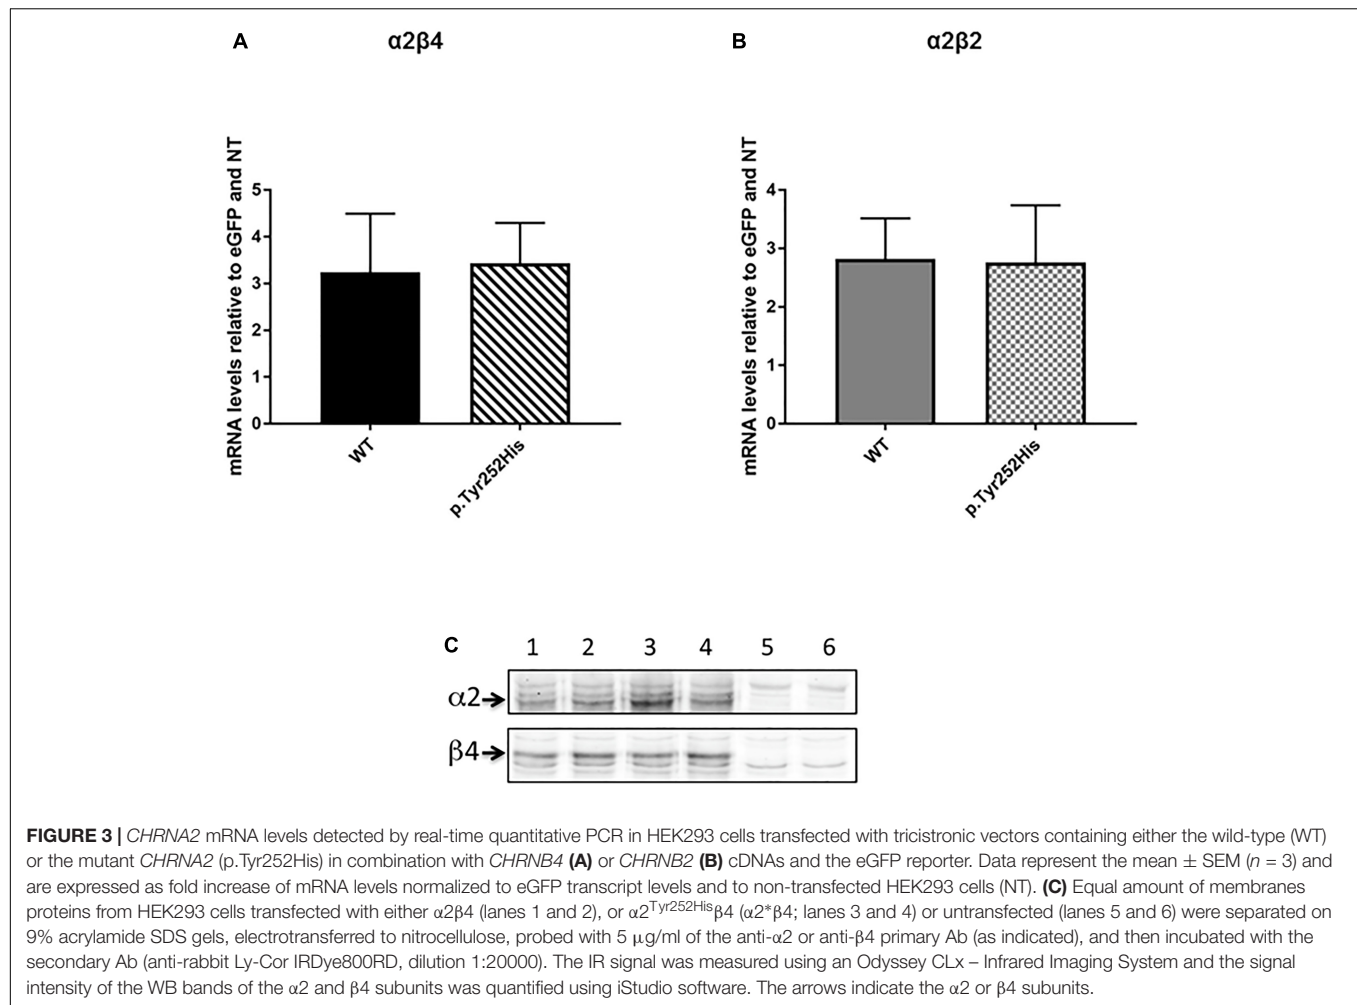 A α2β4
B α2β2
mRNA levels relative to eGFP and NT
5
4
3
2
1
0
WT
p.Tyr252His
mRNA levels relative to eGFP and NT
4
3
2
1
0
WT
p.Tyr252His
C 1 2 3 4 5 6
α2
β4
FIGURE 3 | CHRNA2 mRNA levels detected by real-time quantitative PCR in HEK293 cells transfected with tricistronic vectors containing either the wild-type (WT)
or the mutant CHRNA2 (p.Tyr252His) in combination with CHRNB4 (A) or CHRNB2 (B) cDNAs and the eGFP reporter. Data represent the mean ± SEM (n = 3) and
are expressed as fold increase of mRNA levels normalized to eGFP transcript levels and to non-transfected HEK293 cells (NT). (C) Equal amount of membranes
proteins from HEK293 cells transfected with either α2β4 (lanes 1 and 2), or α2Tyr252Hisβ4 (α2*β4; lanes 3 and 4) or untransfected (lanes 5 and 6) were separated on
9% acrylamide SDS gels, electrotransferred to nitrocellulose, probed with 5 μg/ml of the anti-α2 or anti-β4 primary Ab (as indicated), and then incubated with the
secondary Ab (anti-rabbit Ly-Cor IRDye800RD, dilution 1:20000). The IR signal was measured using an Odyssey CLx – Infrared Imaging System and the signal
intensity of the WB bands of the α2 and β4 subunits was quantified using iStudio software. The arrows indicate the α2 or β4 subunits.